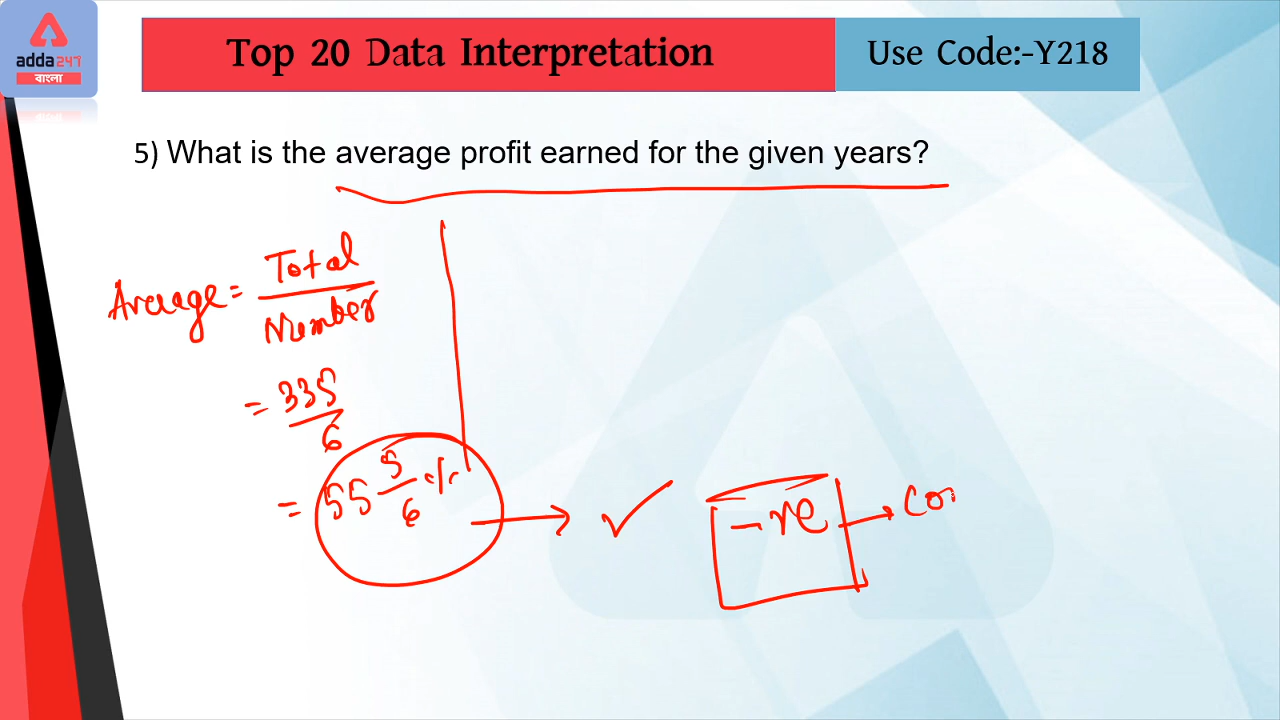 adda247
বাংলা
Top 20 Data Interpretation
Use Code:-Y218
5) What is the average profit earned for the given years?
Average = Total / Number
= 335 / 6
= 55 5/6 %
-ve → Con